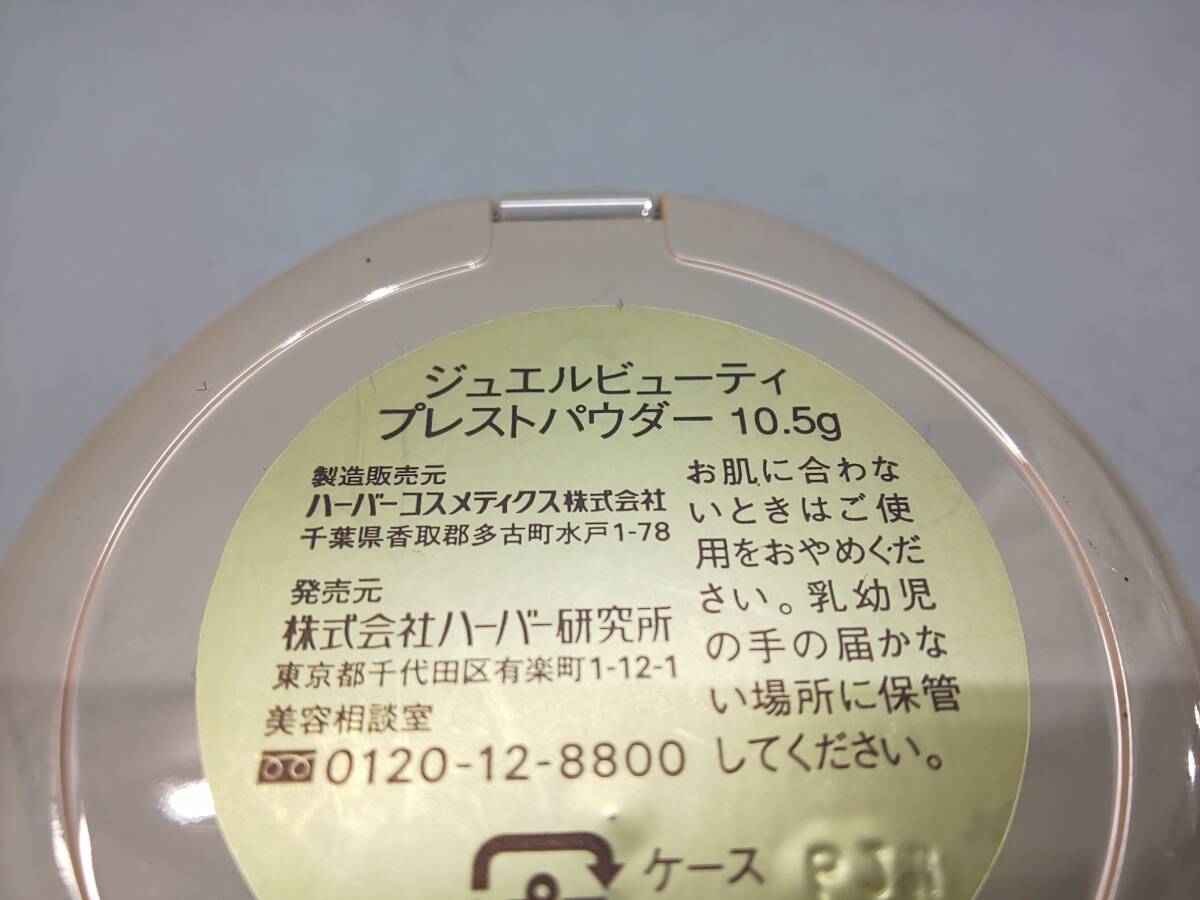 ジュエルビューティ
プレストパウダー 10.5g
製造販売元
ハーバーコスメティクス株式会社
千葉県香取郡多古町水戸1-78
発売元
株式会社ハーバー研究所
東京都千代田区有楽町1-12-1
美容相談室
0120-12-8800
お肌に合わな
いときはご使
用をおやめくだ
さい。乳幼児
の手の届かな
い場所に保管
してください。
ケース